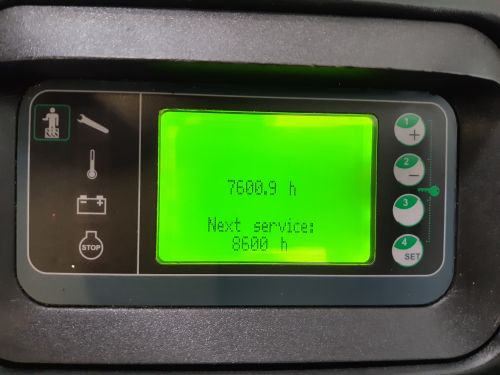 7600.9 h
Next service:
8600 h
STOP
1
+
2
−
3
4
SET